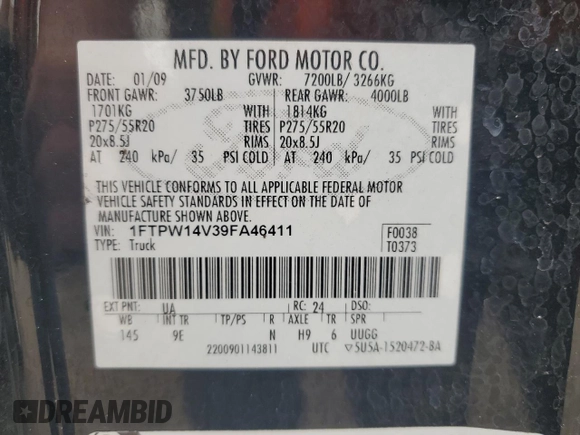 MFD. BY FORD MOTOR CO.
DATE: 01/09 GVWR: 7200LB/ 3266KG
FRONT GAWR: 3750LB REAR GAWR: 4000LB
1701KG WITH 1814KG WITH
P275/55R20 TIRES P275/55R20 TIRES
20x8.5J RIMS 20x8.5J RIMS
AT 240 kPa/ 35 PSI COLD AT 240 kPa/ 35 PSI COLD
THIS VEHICLE CONFORMS TO ALL APPLICABLE FEDERAL MOTOR
VEHICLE SAFETY STANDARDS IN EFFECT ON THE DATE OF
MANUFACTURE SHOWN ABOVE.
VIN: 1FTPW14V39FA46411 F0038
TYPE: Truck T0373
EXT PNT: UA RC: 24 DSO:
WB INT TR TP/PS R AXLE TR SPR
145 9E N H9 6 UUGG
2200901143811 UTC ▽5U5A-1520472-BA
DREAMBID